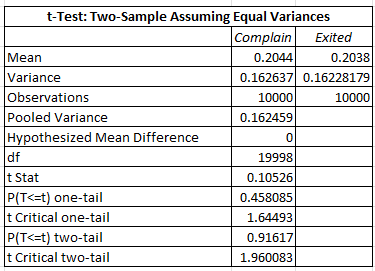 t-Test: Two-Sample Assuming Equal Variances
Complain Exited
Mean 0.2044 0.2038
Variance 0.162637 0.16228179
Observations 10000 10000
Pooled Variance 0.162459
Hypothesized Mean Difference 0
df 19998
t Stat 0.10526
P(T<=t) one-tail 0.458085
t Critical one-tail 1.64493
P(T<=t) two-tail 0.91617
t Critical two-tail 1.960083